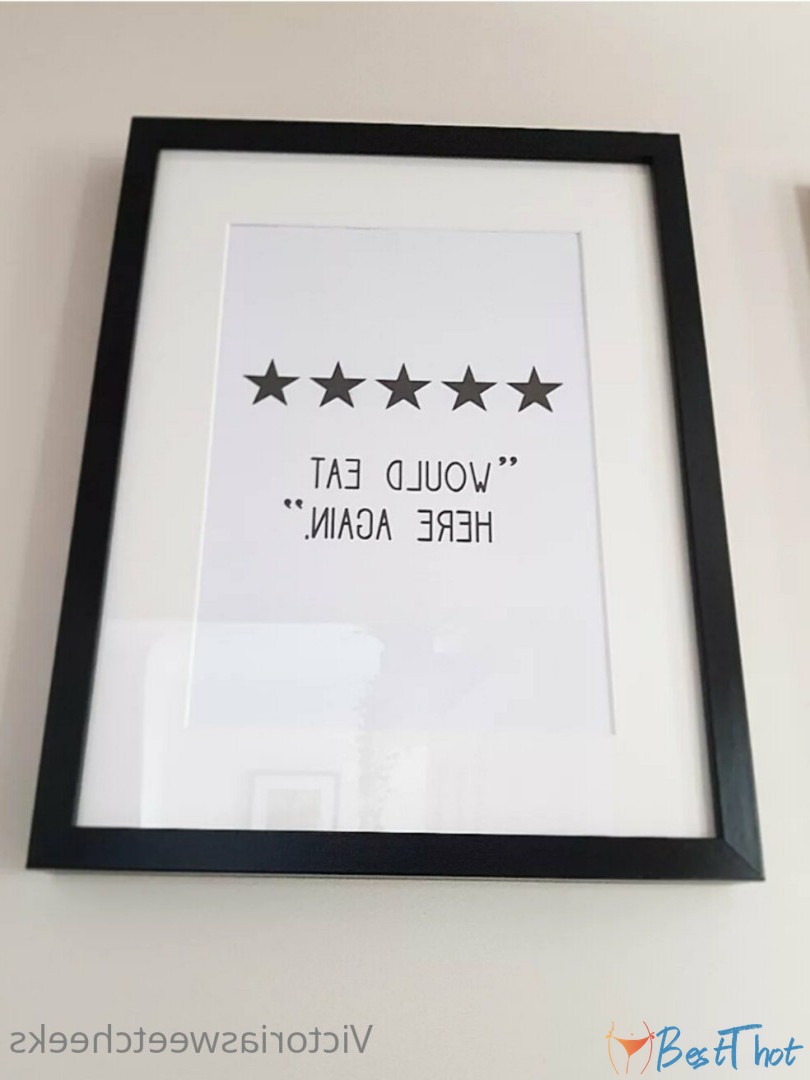 ★★★★★
"WOULD EAT
HERE AGAIN."
Victoriasweetcheeks
BestThot